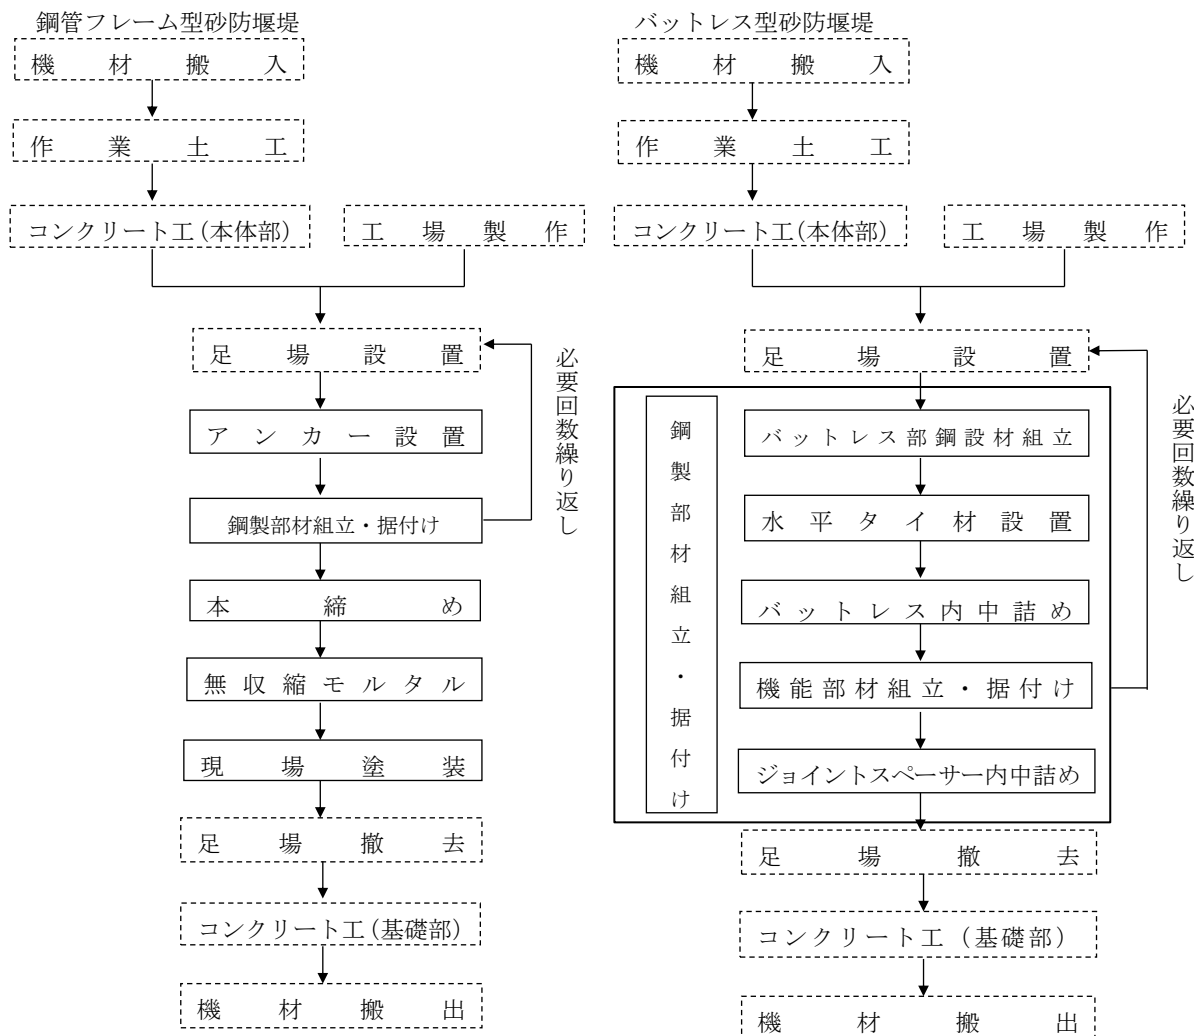 鋼管フレーム型砂防堰堤
機材搬入
作業土工
コンクリート工(本体部)
工場製作
足場設置
アンカー設置
鋼製部材組立・据付け
必要回数繰り返し
本締め
無収縮モルタル
現場塗装
足場撤去
コンクリート工(基礎部)
機材搬出
バットレス型砂防堰堤
機材搬入
作業土工
コンクリート工(本体部)
工場製作
足場設置
鋼製部材組立・据付け
バットレス部鋼設材組立
水平タイ材設置
バットレス内中詰め
機能部材組立・据付け
ジョイントスペーサー内中詰め
必要回数繰り返し
足場撤去
コンクリート工(基礎部)
機材搬出